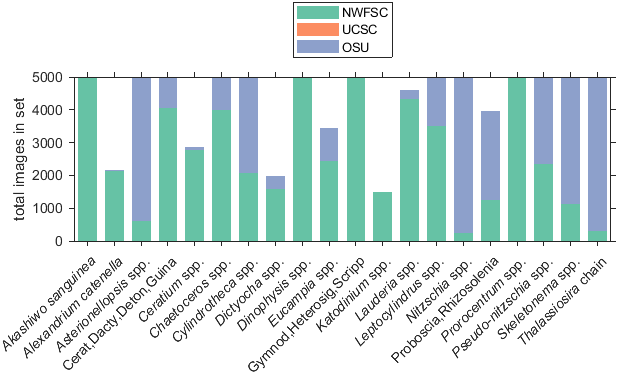 NWFSC
UCSC
OSU
total images in set
5000
4000
3000
2000
1000
0
Akashiwo sanguinea
Alexandrium catenella
Asterionellopsis spp.
Cerat,Dacty,Deton,Guina
Ceratium spp.
Chaetoceros spp.
Cylindrotheca spp.
Dictyocha spp.
Dinophysis spp.
Eucampia spp.
Gymnod,Heterosig,Scripp
Katodinium spp.
Lauderia spp.
Leptocylindrus spp.
Nitzschia spp.
Proboscia,Rhizosolenia
Prorocentrum spp.
Pseudo-nitzschia spp.
Skeletonema spp.
Thalassiosira chain